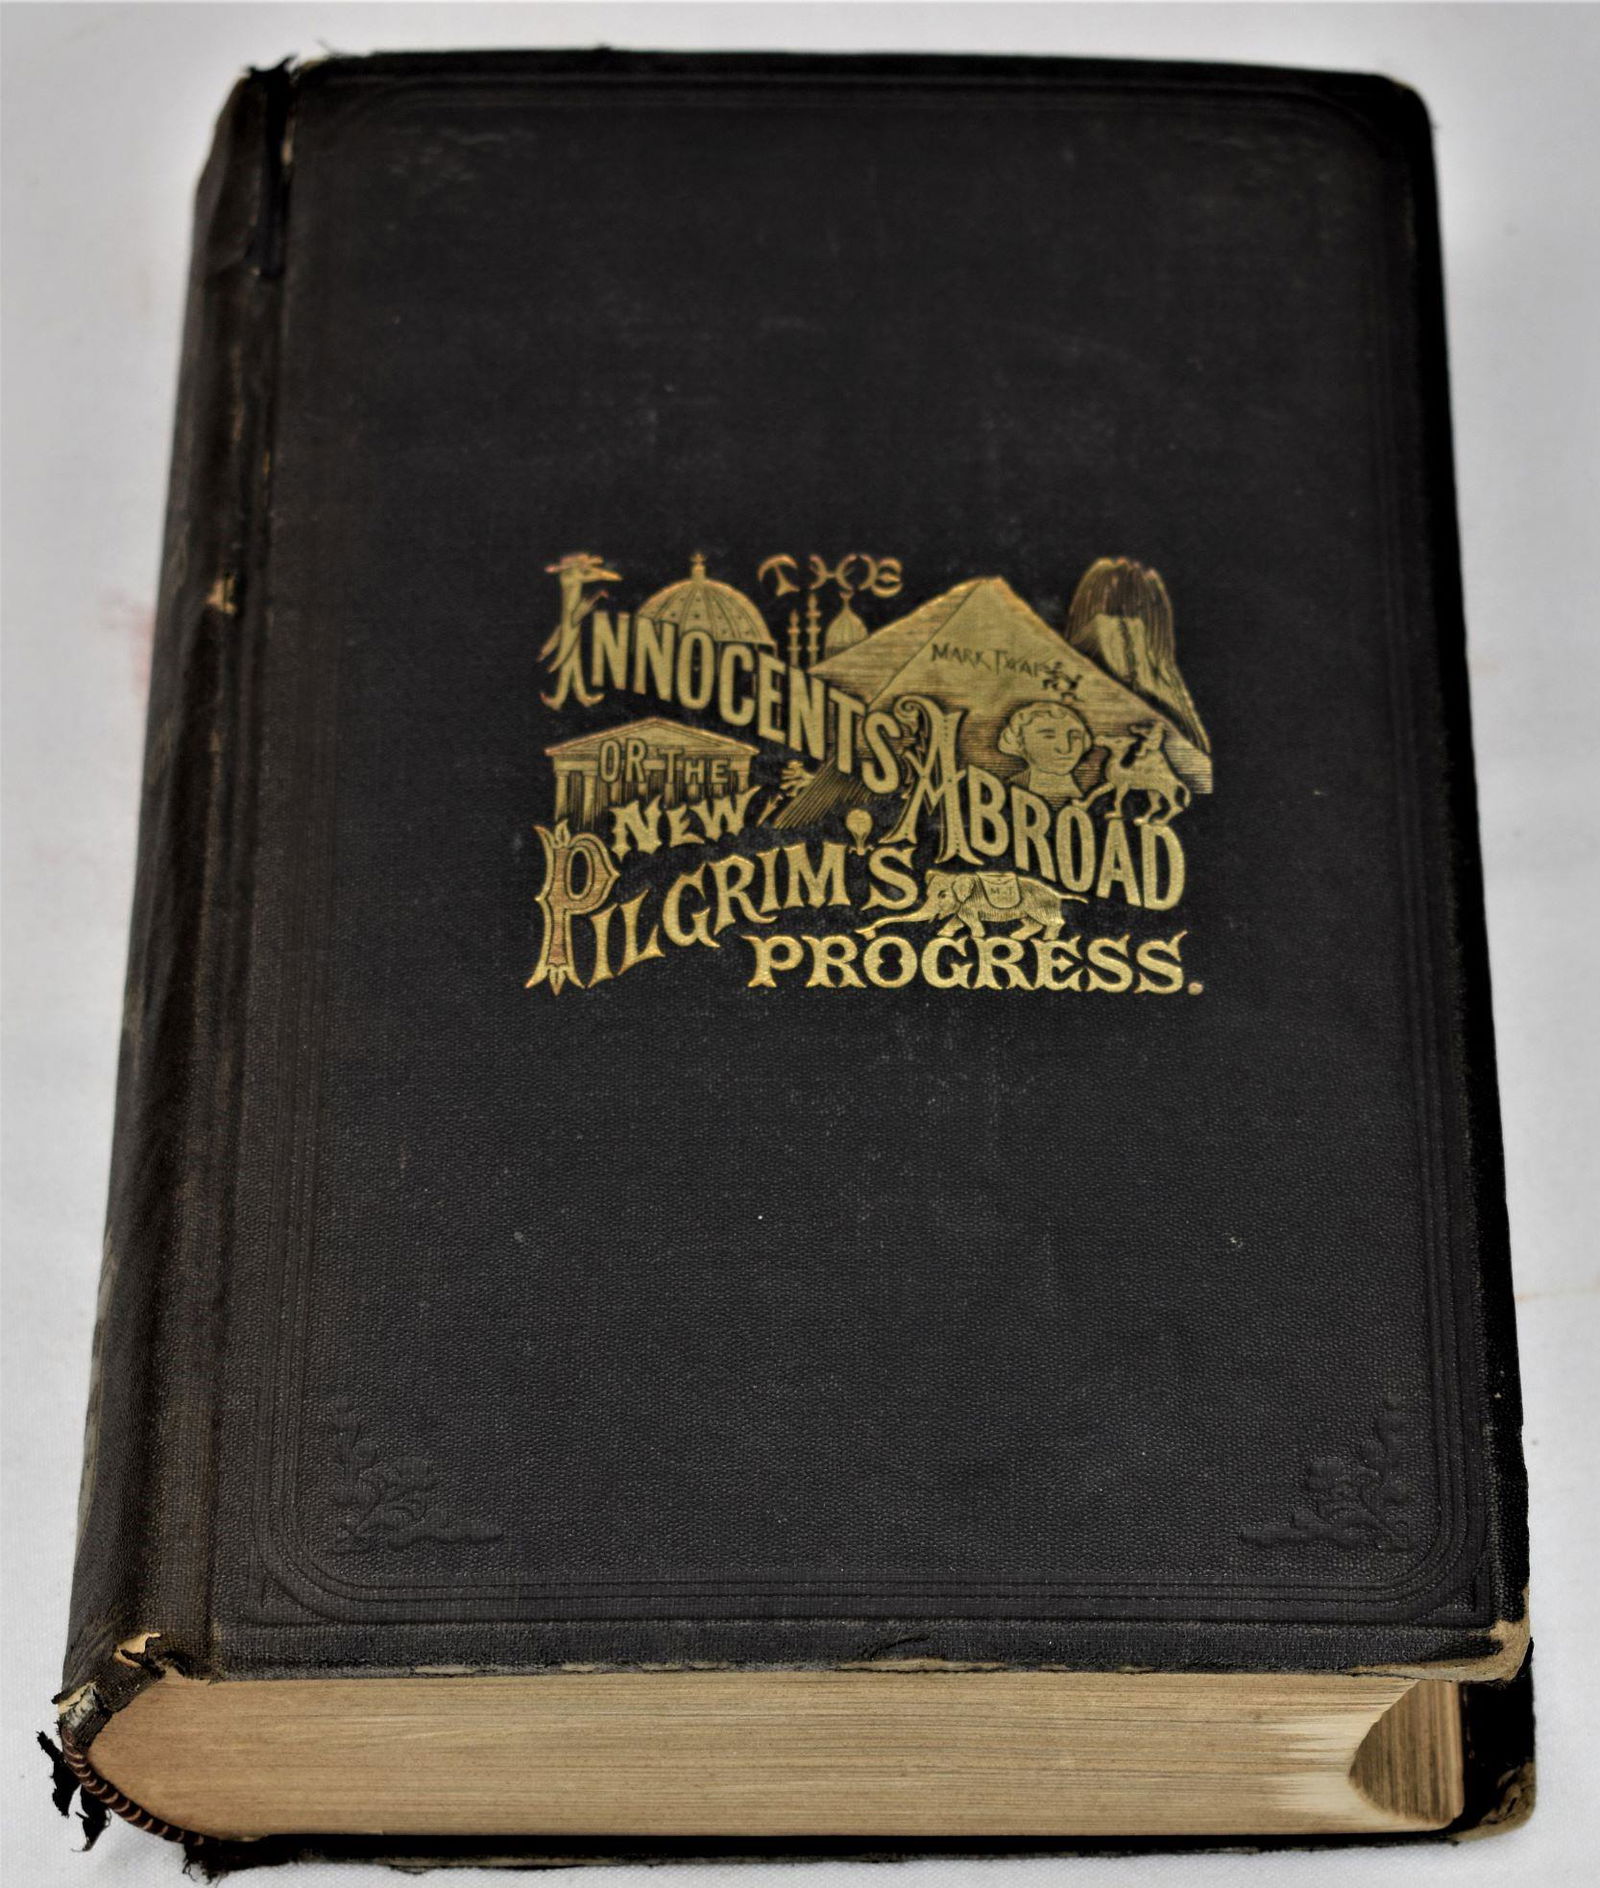 THE
INNOCENTS ABROAD
MARK TWAIN
OR THE
NEW
PILGRIM'S
M.T.
PROGRESS.